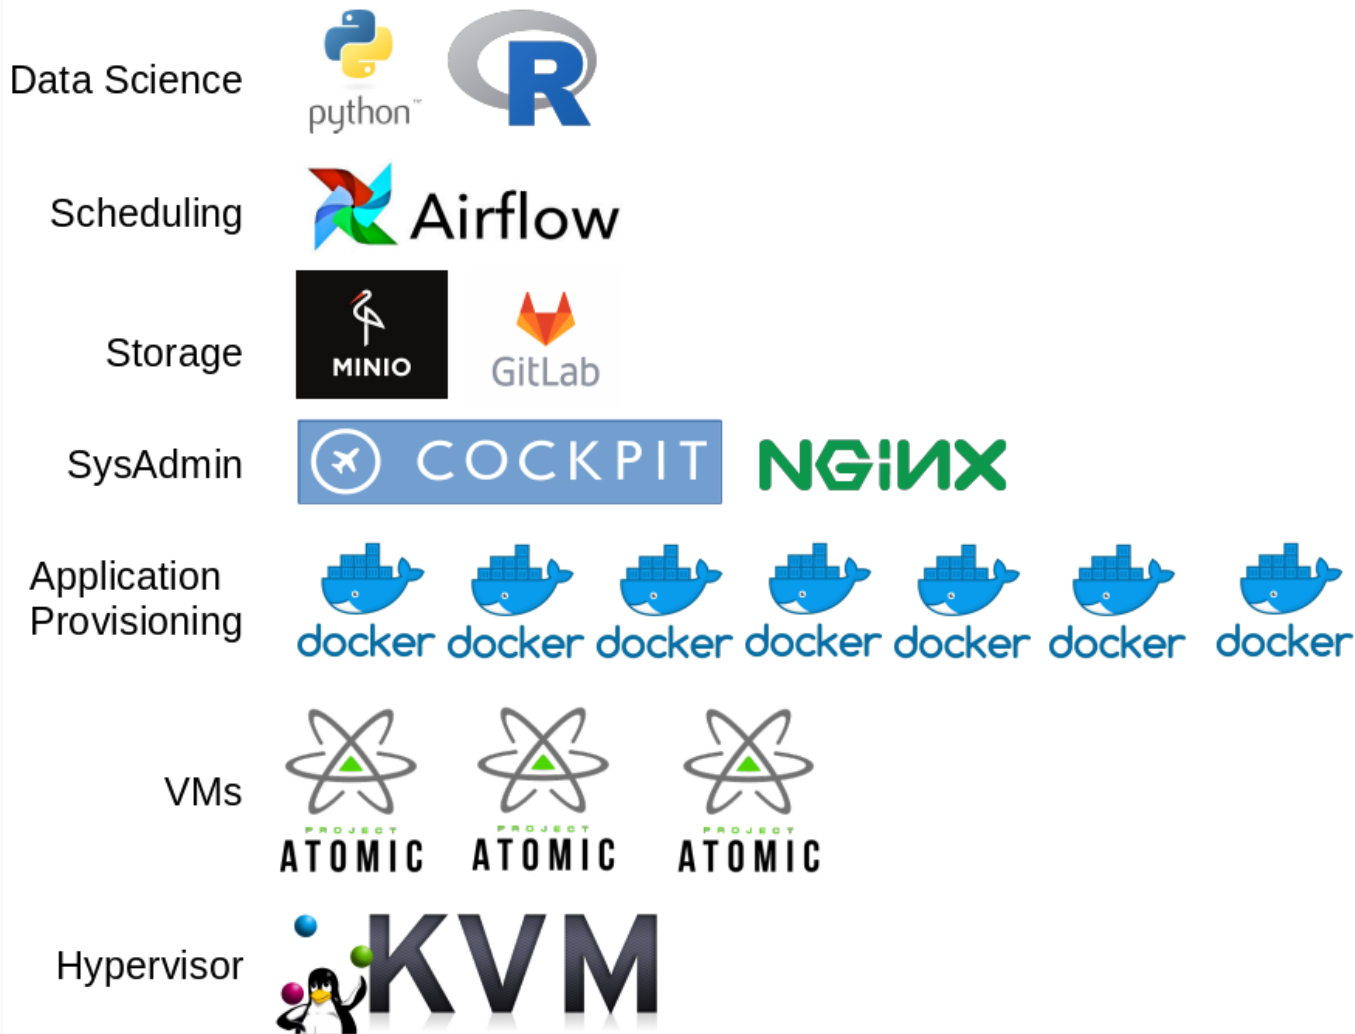 Data Science
python™
R
Scheduling
Airflow
Storage
MINIO
GitLab
SysAdmin
COCKPIT
NGINX
Application
Provisioning
docker docker docker docker docker docker docker
VMs
PROJECT PROJECT PROJECT
ATOMIC ATOMIC ATOMIC
Hypervisor
KVM